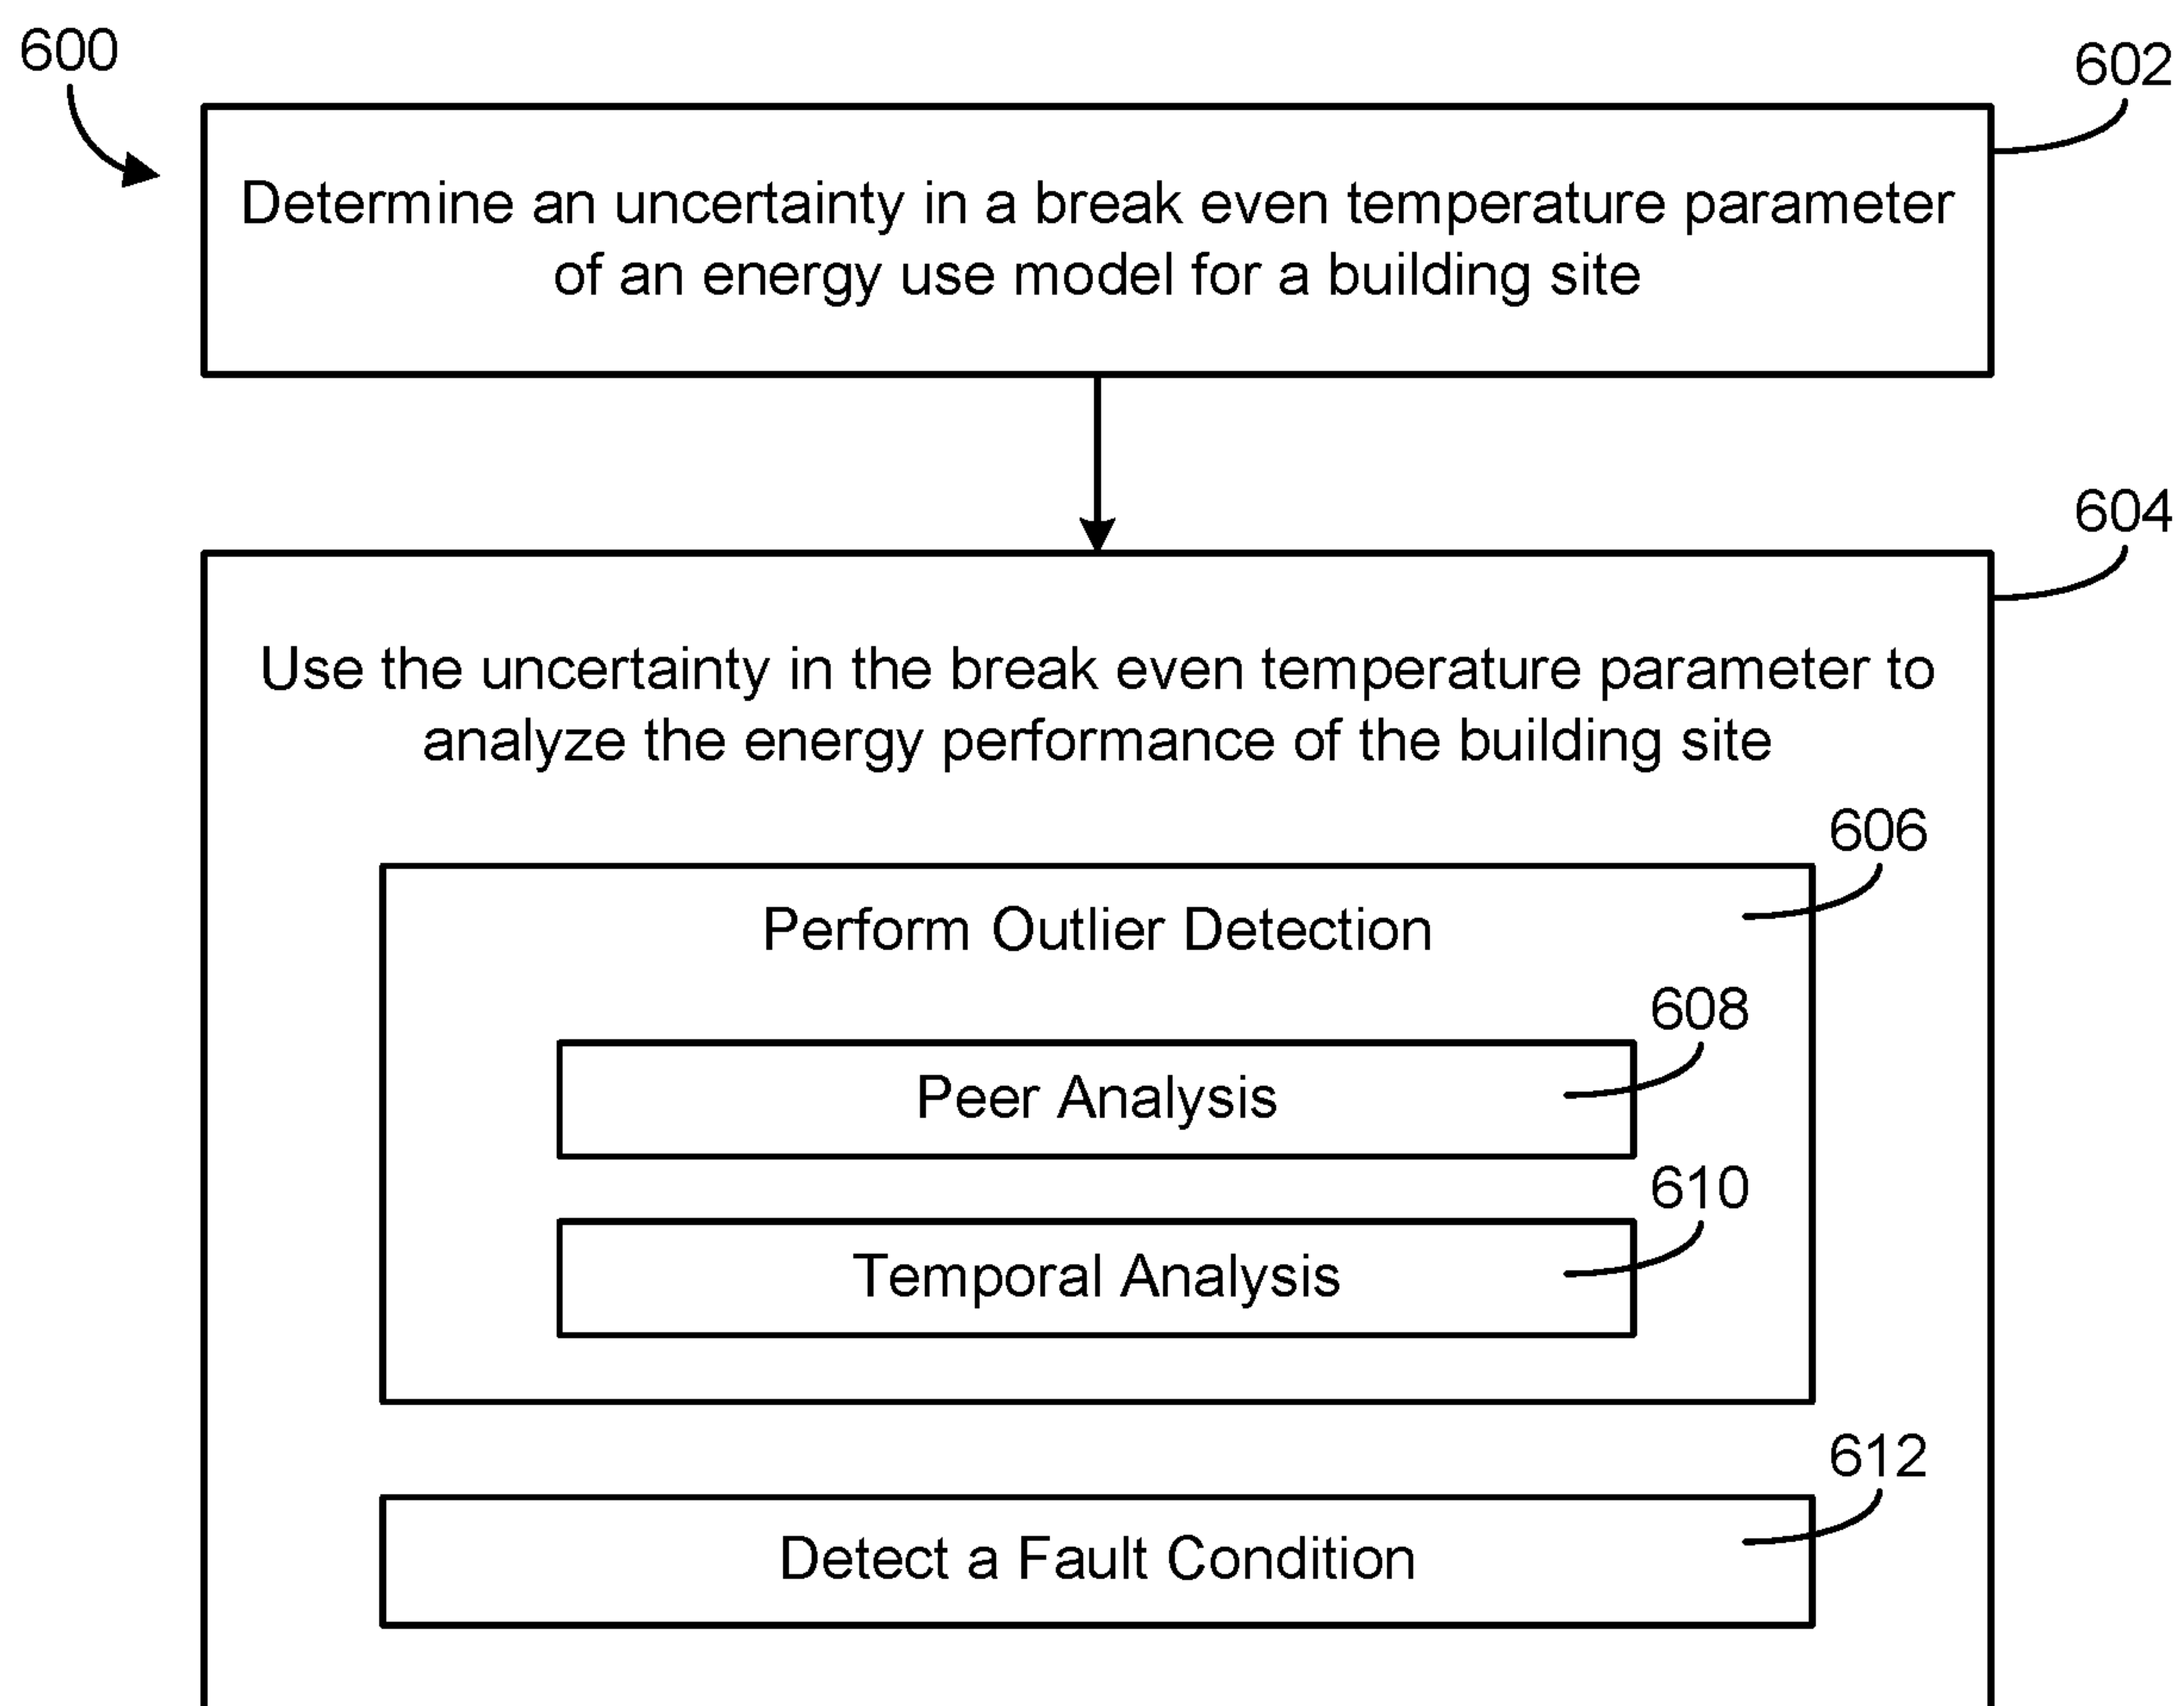 600
602
Determine an uncertainty in a break even temperature parameter
of an energy use model for a building site
604
Use the uncertainty in the break even temperature parameter to
analyze the energy performance of the building site
606
Perform Outlier Detection
608
Peer Analysis
610
Temporal Analysis
612
Detect a Fault Condition